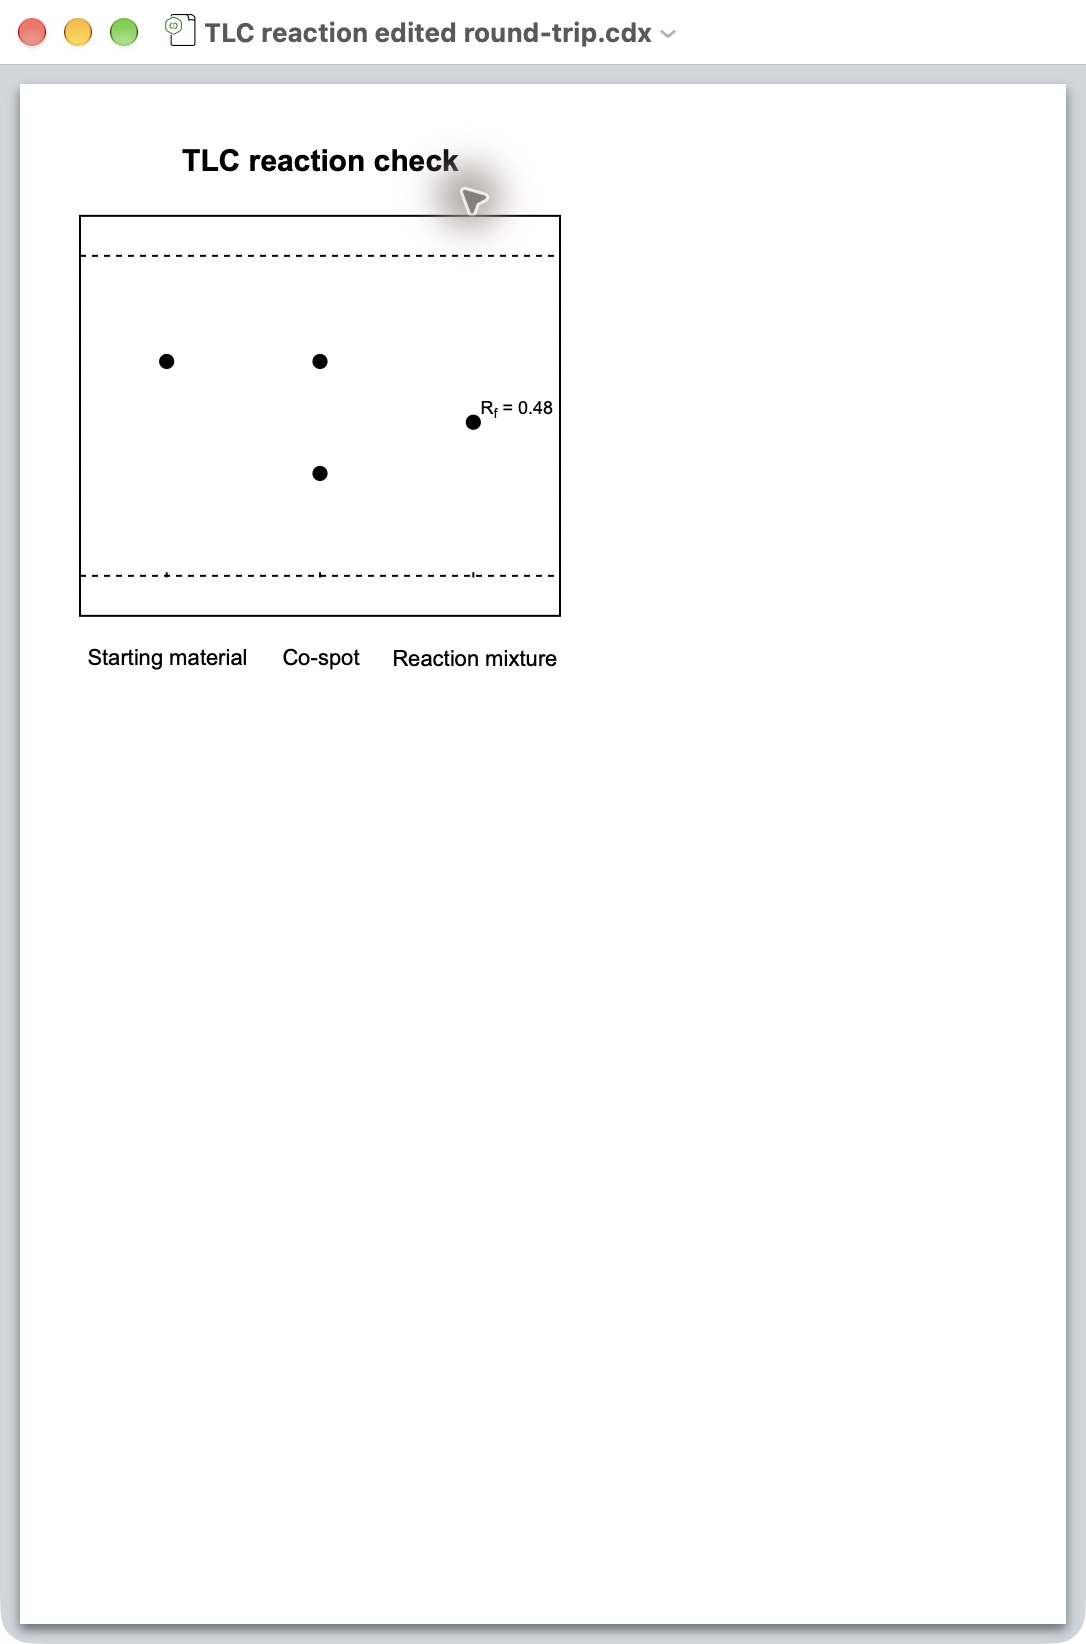 TLC reaction edited round-trip.cdx
TLC reaction check
Rf = 0.48
Starting material Co-spot Reaction mixture